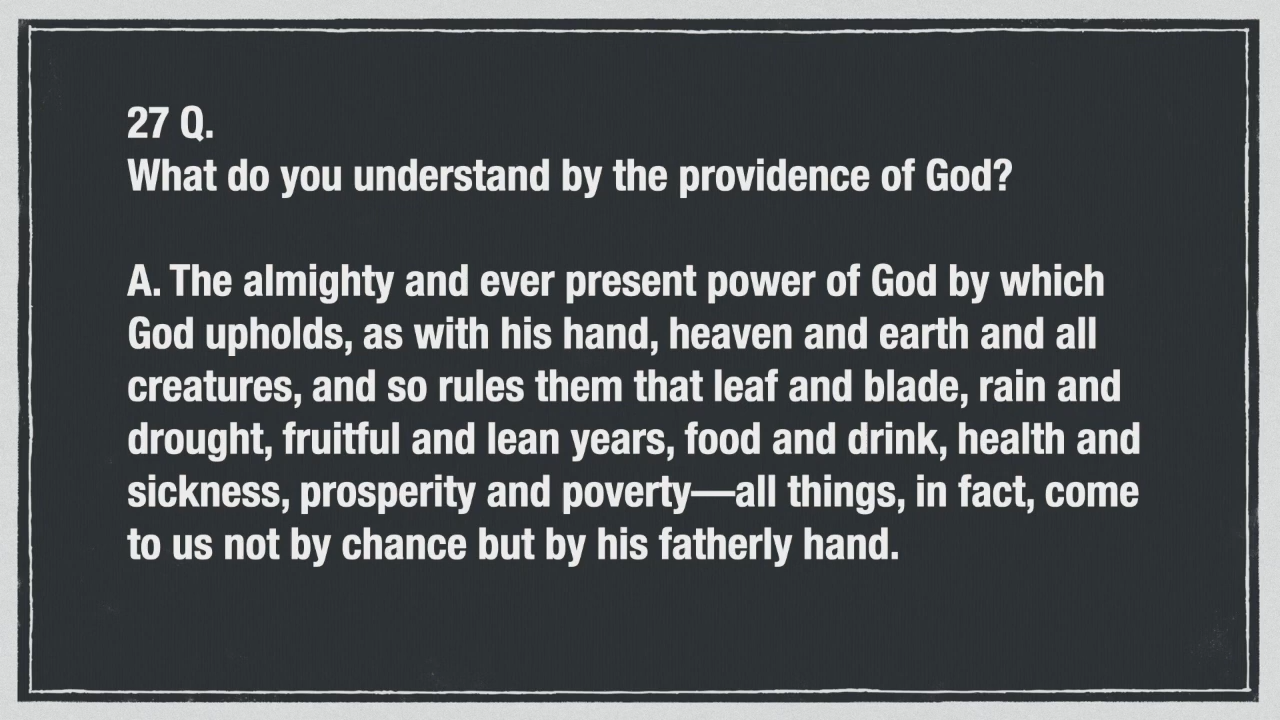 27 Q.
What do you understand by the providence of God?
A. The almighty and ever present power of God by which
God upholds, as with his hand, heaven and earth and all
creatures, and so rules them that leaf and blade, rain and
drought, fruitful and lean years, food and drink, health and
sickness, prosperity and poverty—all things, in fact, come
to us not by chance but by his fatherly hand.